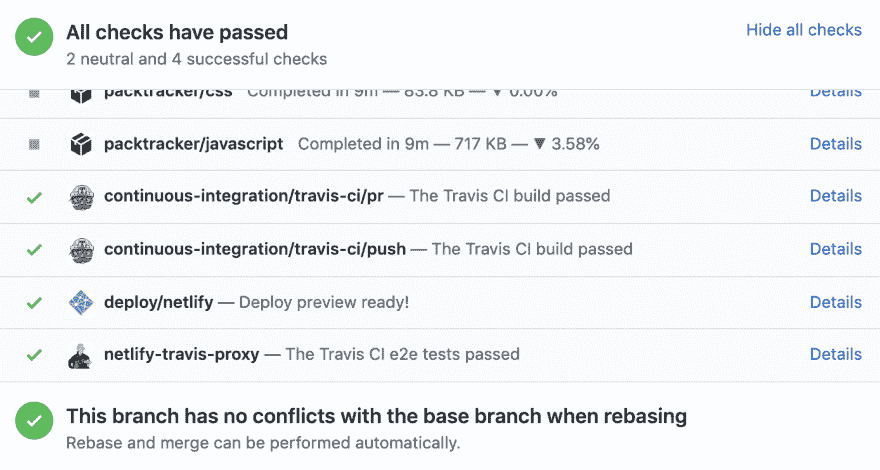 All checks have passed
Hide all checks
2 neutral and 4 successful checks
packtracker/css Completed in 9m — 83.8 KB — ▼ 0.00% Details
packtracker/javascript Completed in 9m — 717 KB — ▼ 3.58% Details
continuous-integration/travis-ci/pr — The Travis CI build passed Details
continuous-integration/travis-ci/push — The Travis CI build passed Details
deploy/netlify — Deploy preview ready! Details
netlify-travis-proxy — The Travis CI e2e tests passed Details
This branch has no conflicts with the base branch when rebasing
Rebase and merge can be performed automatically.